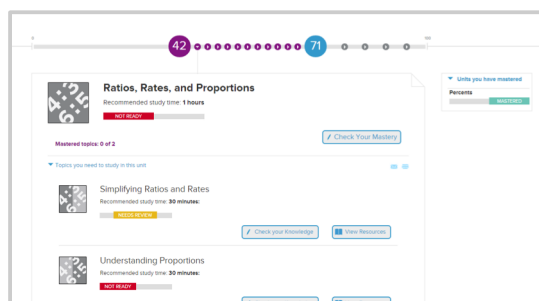 0
100
42
71
Ratios, Rates, and Proportions
Recommended study time: 1 hours
NOT READY
Mastered topics: 0 of 2
Check Your Mastery
Topics you need to study in this unit
Simplifying Ratios and Rates
Recommended study time: 30 minutes:
NEEDS REVIEW
Check your Knowledge
View Resources
Understanding Proportions
Recommended study time: 30 minutes:
NOT READY
Units you have mastered
Percents
MASTERED